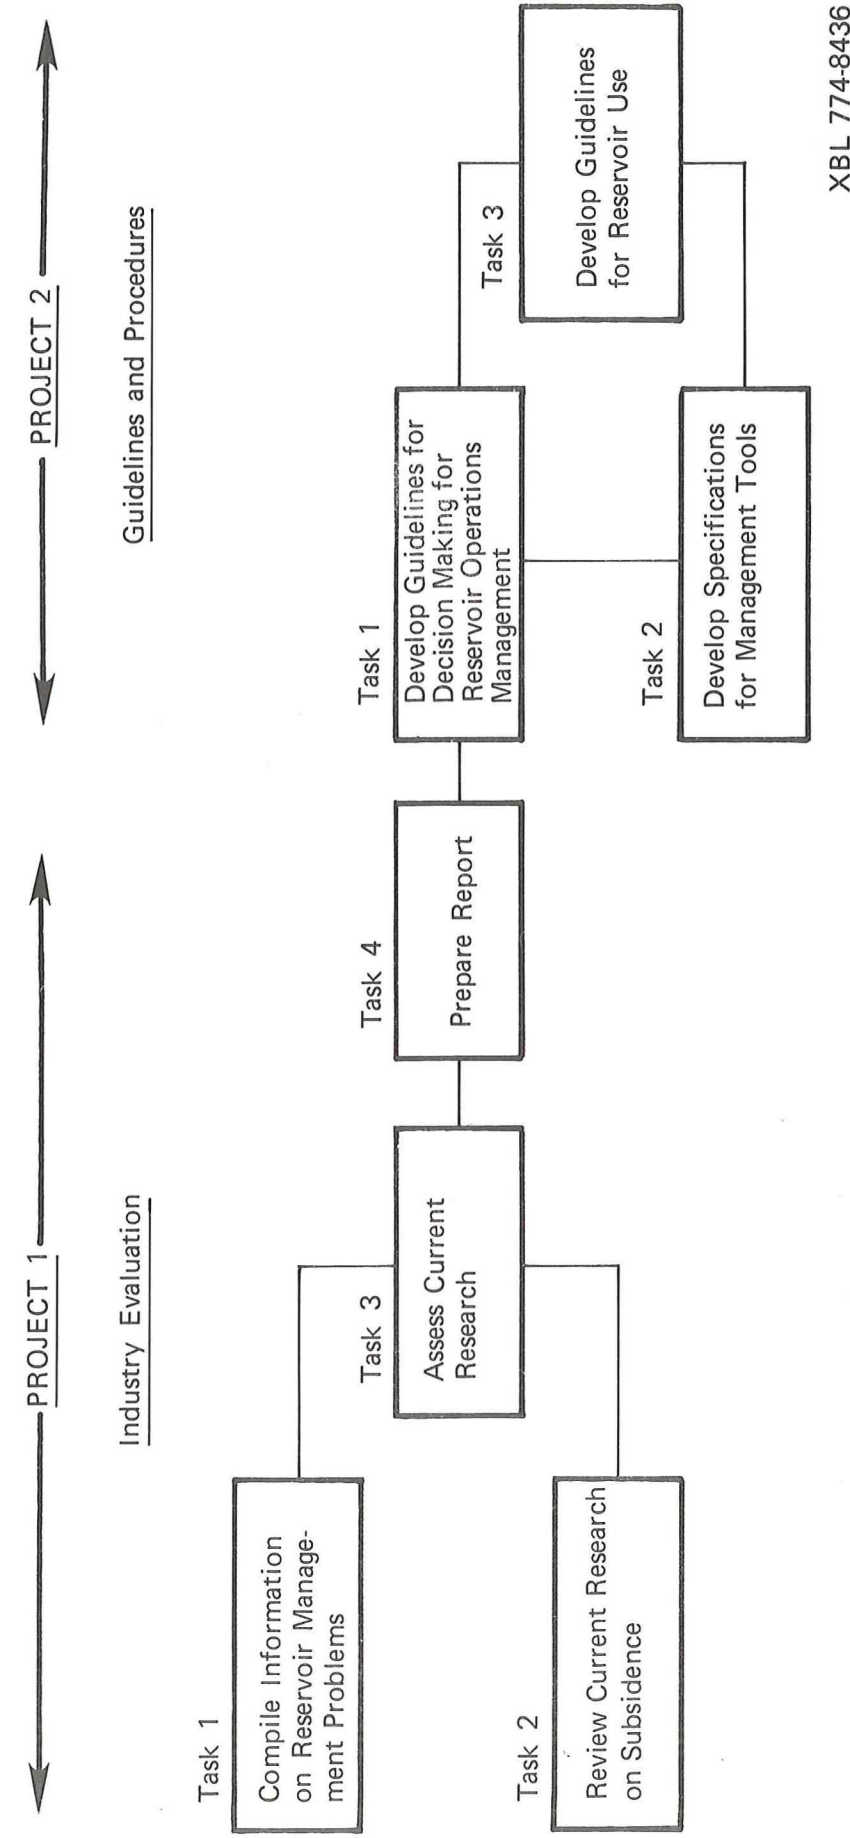 PROJECT 1
PROJECT 2
Industry Evaluation
Guidelines and Procedures
Task 1
Compile Information
on Reservoir Manage-
ment Problems
Task 2
Review Current Research
on Subsidence
Task 3
Assess Current
Research
Task 4
Prepare Report
Task 1
Develop Guidelines for
Decision Making for
Reservoir Operations
Management
Task 2
Develop Specifications
for Management Tools
Task 3
Develop Guidelines
for Reservoir Use
XBL 774-8436